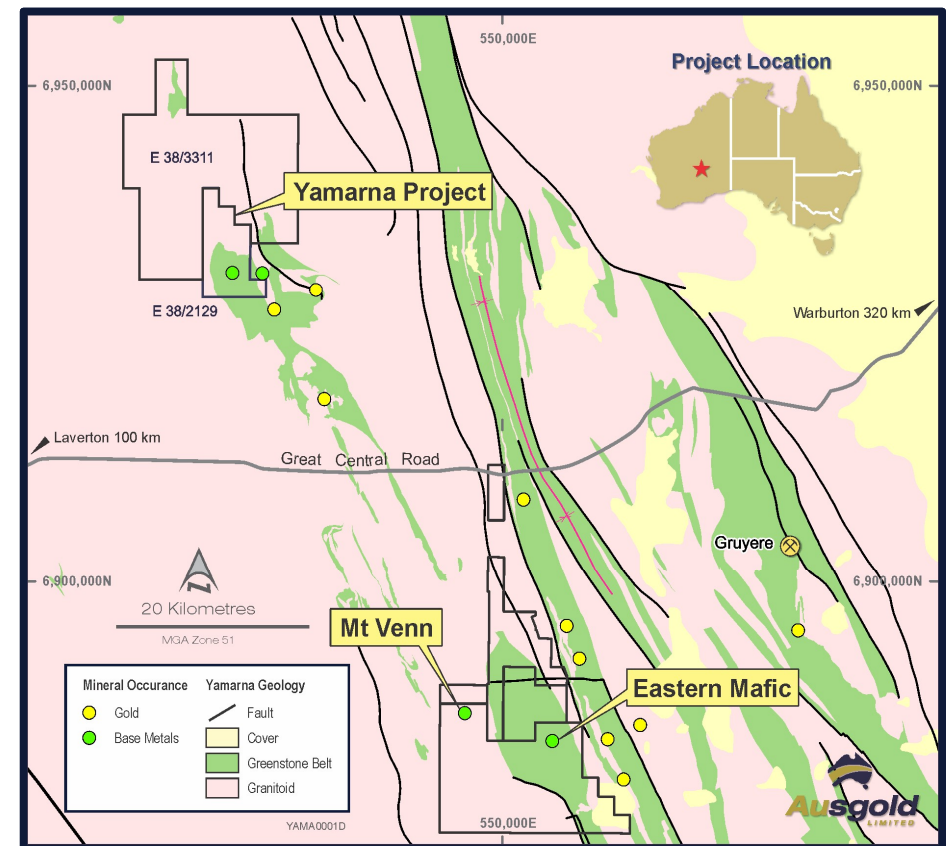 550,000E
Project Location
6,950,000N
6,950,000N
E 38/3311
Yamarna Project
E 38/2129
Warburton 320 km
Laverton 100 km
Great Central Road
Gruyere
6,900,000N
6,900,000N
N
20 Kilometres
MGA Zone 51
Mt Venn
Eastern Mafic
Mineral Occurance
Yamarna Geology
Gold
Fault
Base Metals
Cover
Greenstone Belt
Granitoid
YAMA0001D
550,000E
Ausgold
LIMITED